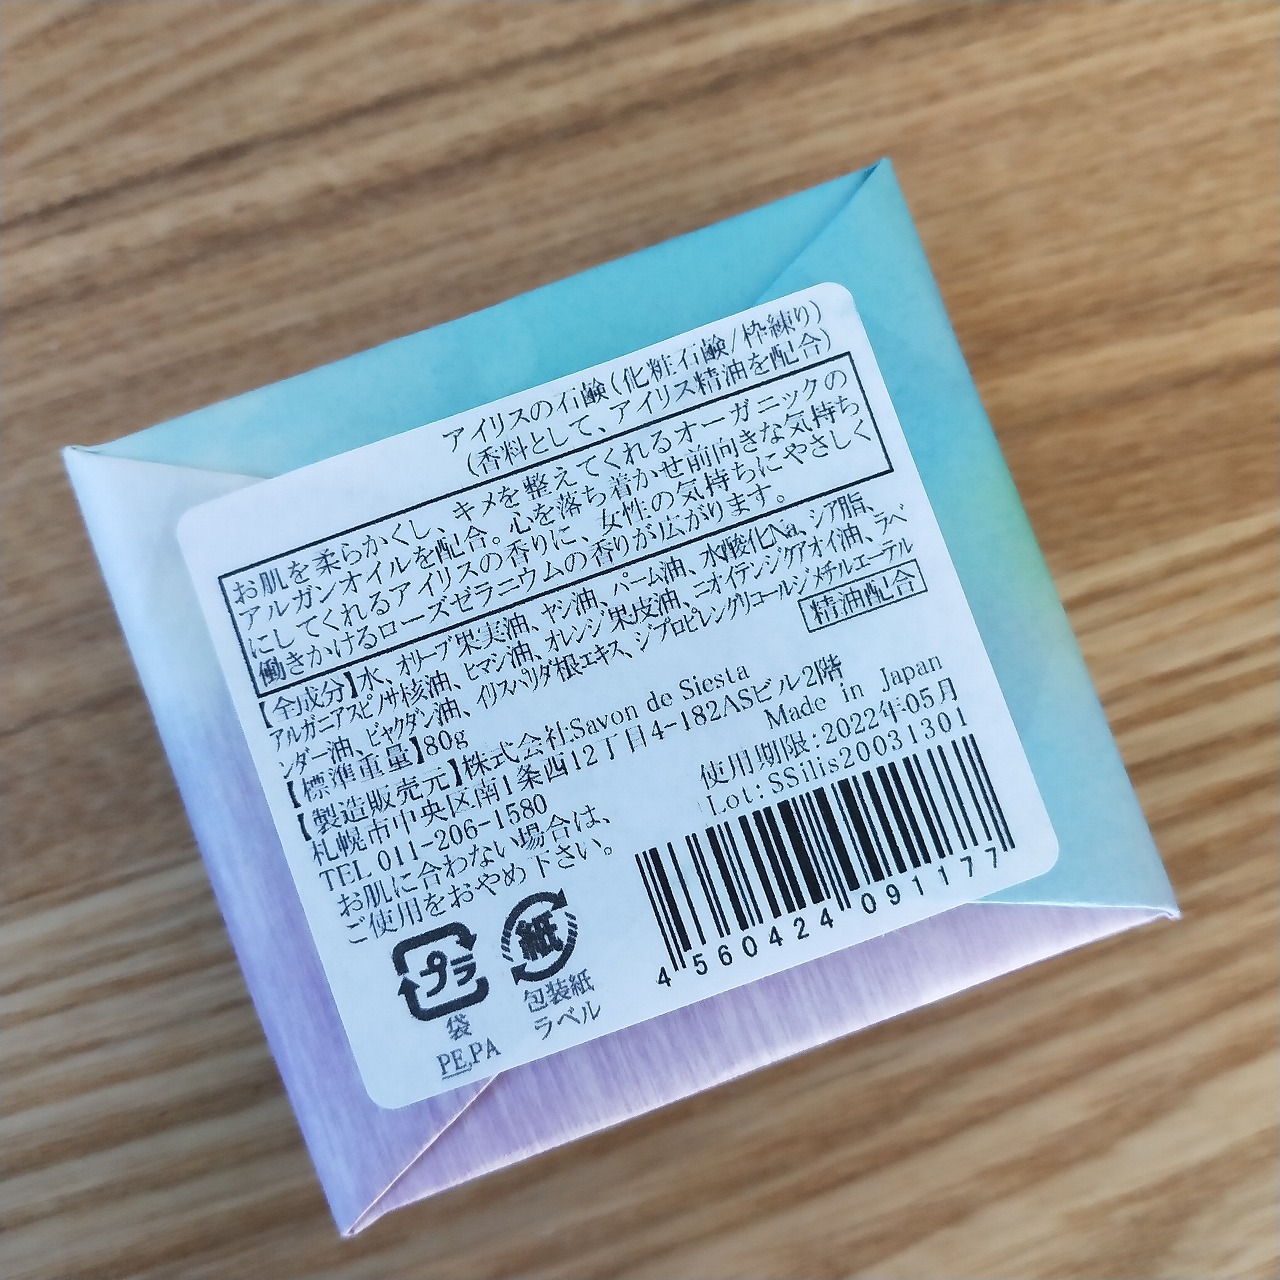 アイリスの石鹸(化粧石鹸/枠練り)
(香料として、アイリス精油を配合)
お肌を柔らかくし、キメを整えてくれるオーガニックの
アルガンオイルを配合。心を落ち着かせ前向きな気持ち
にしてくれるアイリスの香りに、女性の気持ちにやさしく
働きかけるローズゼラニウムの香りが広がります。
【全成分】水、オリーブ果実油、ヤシ油、パーム油、水酸化Na、シア脂、
アルガニアスピノサ核油、ヒマシ油、オレンジ果皮油、ニオイテンジクアオイ油、ラベ
ンダー油、ビャクダン油、イリスパリダ根エキス、ジプロピレングリコールジメチルエーテル
【標準重量】80g
精油配合
【製造販売元】株式会社Savon de Siesta
札幌市中央区南1条西12丁目4-182ASビル2階
TEL 011-206-1580
Made in Japan
お肌に合わない場合は、
ご使用をおやめ下さい。
使用期限:2022年05月
Lot:SSilis20031301
4560424091177
プラ
袋
PE,PA
紙
包装紙
ラベル